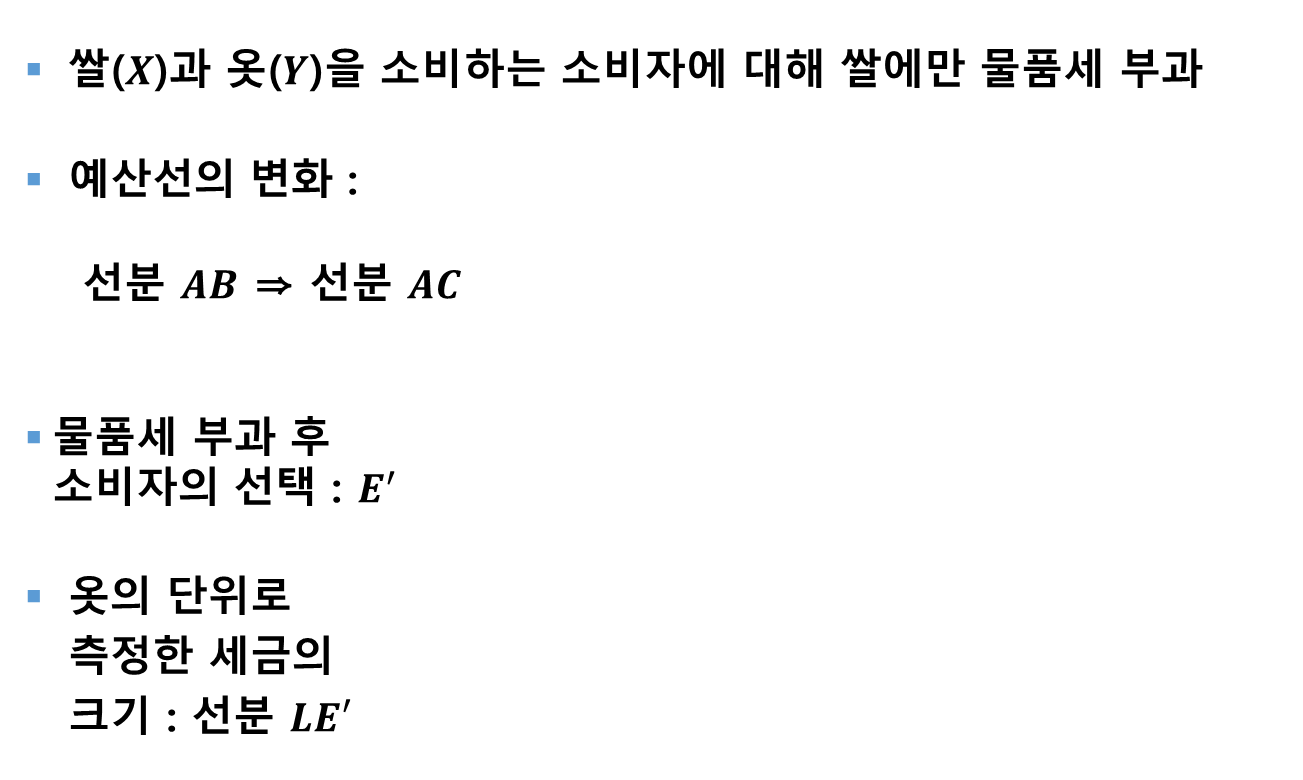 ▪ 쌀(X)과 옷(Y)을 소비하는 소비자에 대해 쌀에만 물품세 부과
▪ 예산선의 변화 :
선분 AB ⇒ 선분 AC
▪ 물품세 부과 후
소비자의 선택 : E′
▪ 옷의 단위로
측정한 세금의
크기 : 선분 LE′